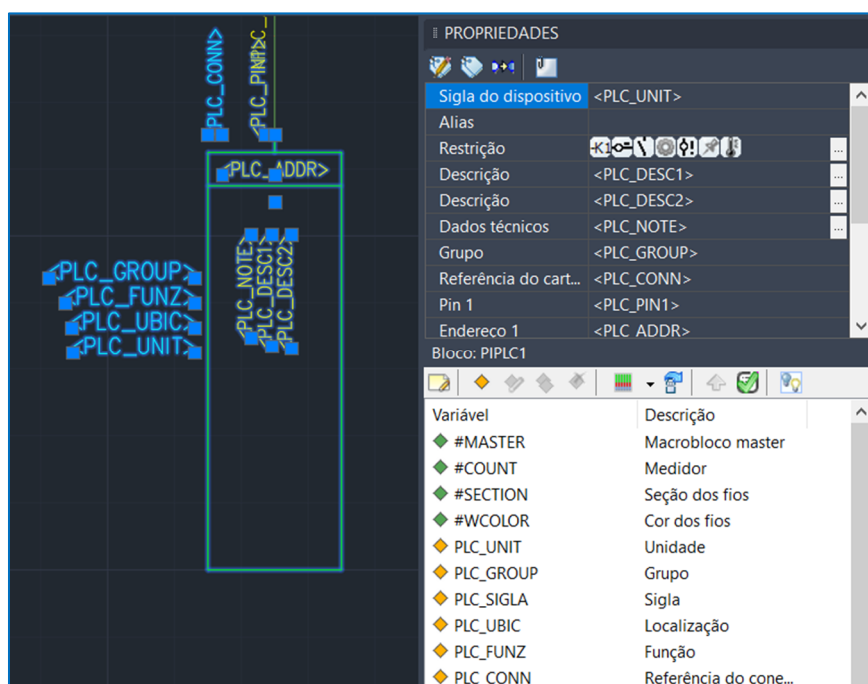 <PLC_CONN>
<PLC_ADDR>
<PLC_NOTE>
<PLC_DESC1>
<PLC_DESC2>
<PLC_GROUP>
<PLC_FUNZ>
<PLC_UBIC>
<PLC_UNIT>
PROPRIEDADES
Sigla do dispositivo <PLC_UNIT>
Alias
Restrição -K1
Descrição <PLC_DESC1> ...
Descrição <PLC_DESC2> ...
Dados técnicos <PLC_NOTE> ...
Grupo <PLC_GROUP>
Referência do cart... <PLC_CONN>
Pin 1 <PLC_PIN1>
Endereço 1 <PLC_ADDR>
Bloco: PIPLC1
Variável Descrição
#MASTER Macrobloco master
#COUNT Medidor
#SECTION Seção dos fios
#WCOLOR Cor dos fios
PLC_UNIT Unidade
PLC_GROUP Grupo
PLC_SIGLA Sigla
PLC_UBIC Localização
PLC_FUNZ Função
PLC_CONN Referência do cone...